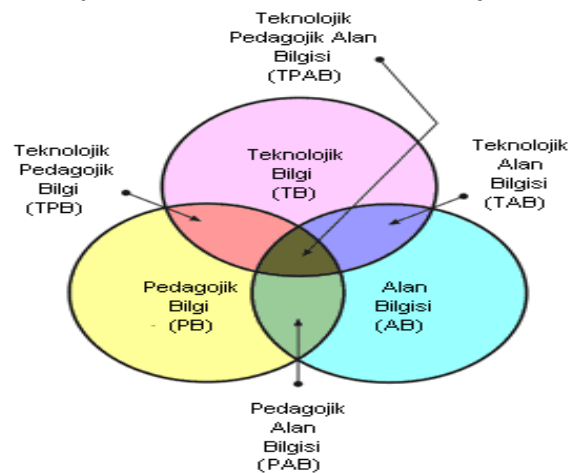 Teknolojik
Pedagojik Alan
Bilgisi
(TPAB)
Teknolojik
Pedagojik
Bilgi
(TPB)
Teknolojik
Bilgi
(TB)
Teknolojik
Alan
Bilgisi
(TAB)
Pedagojik
Bilgi
(PB)
Alan
Bilgisi
(AB)
Pedagojik
Alan
Bilgisi
(PAB)